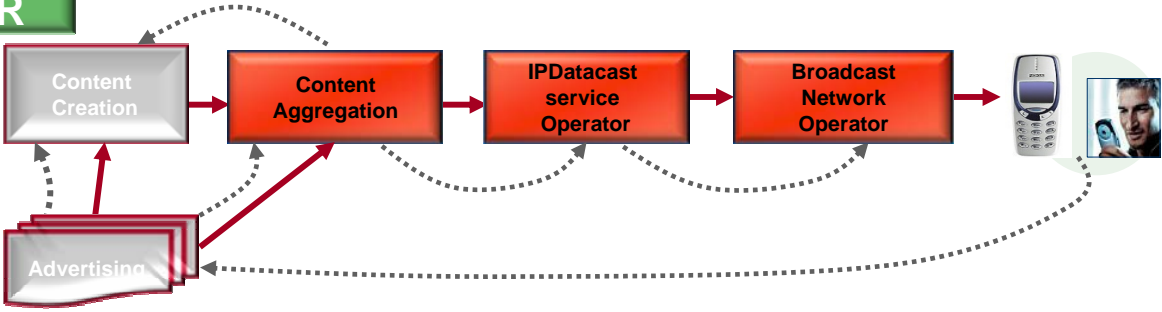 R
Content
Creation
Content
Aggregation
IPDatacast
service
Operator
Broadcast
Network
Operator
Advertising